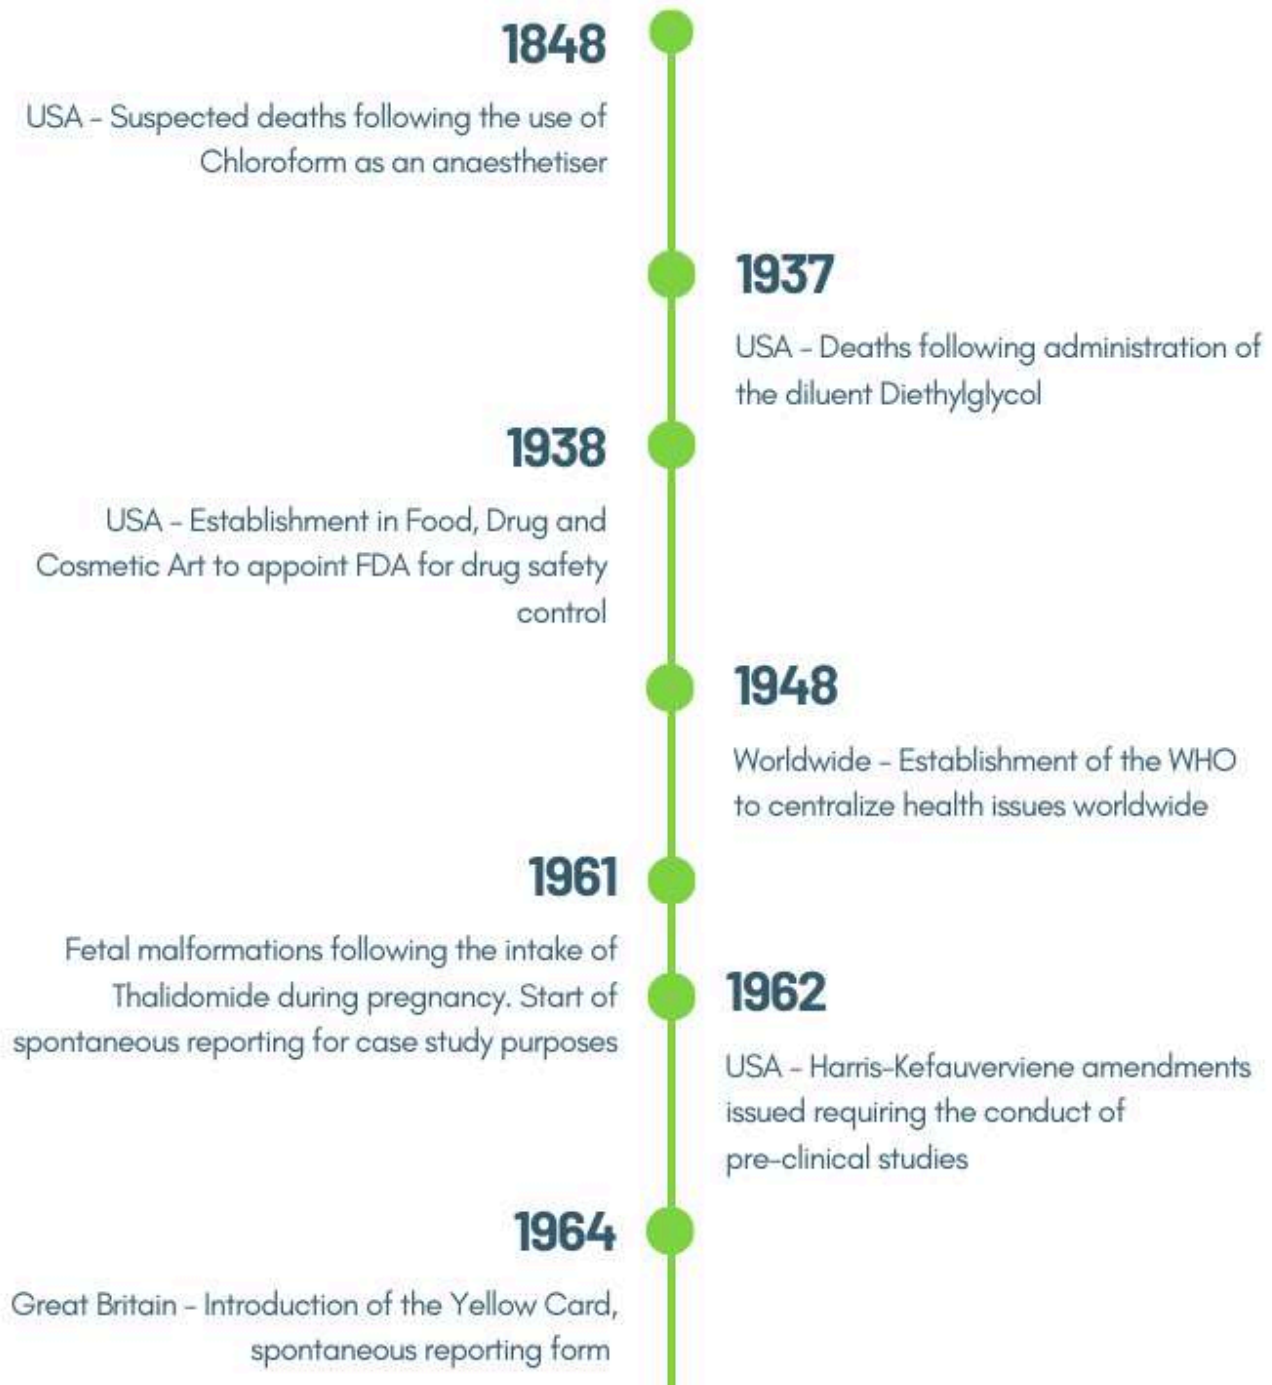 1848
USA - Suspected deaths following the use of
Chloroform as an anaesthetiser
1937
USA - Deaths following administration of
the diluent Diethylglycol
1938
USA - Establishment in Food, Drug and
Cosmetic Art to appoint FDA for drug safety
control
1948
Worldwide - Establishment of the WHO
to centralize health issues worldwide
1961
Fetal malformations following the intake of
Thalidomide during pregnancy. Start of
spontaneous reporting for case study purposes
1962
USA - Harris-Kefauverviene amendments
issued requiring the conduct of
pre-clinical studies
1964
Great Britain - Introduction of the Yellow Card,
spontaneous reporting form